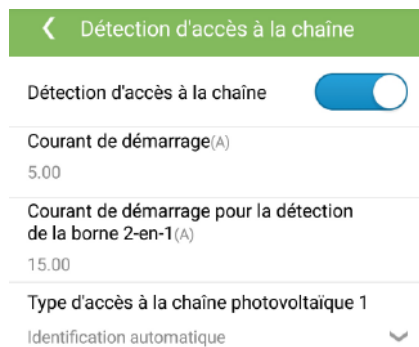 Détection d'accès à la chaîne
Détection d'accès à la chaîne
Courant de démarrage(A)
5.00
Courant de démarrage pour la détection
de la borne 2-en-1(A)
15.00
Type d'accès à la chaîne photovoltaïque 1
Identification automatique